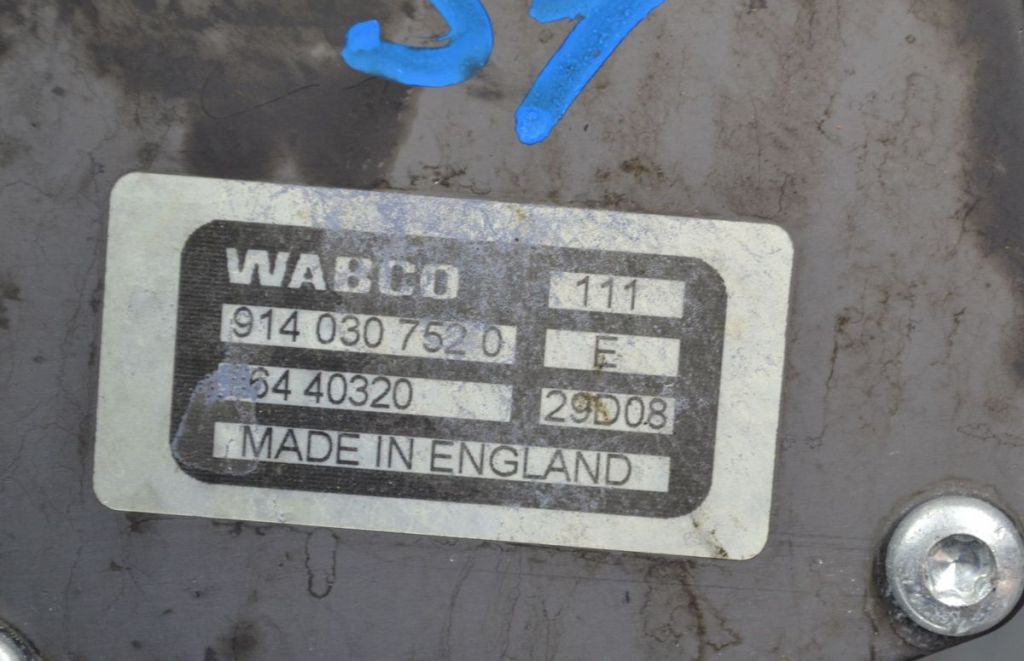 WABCO 111
914 030 752 0 E
64 40320 29D08
MADE IN ENGLAND